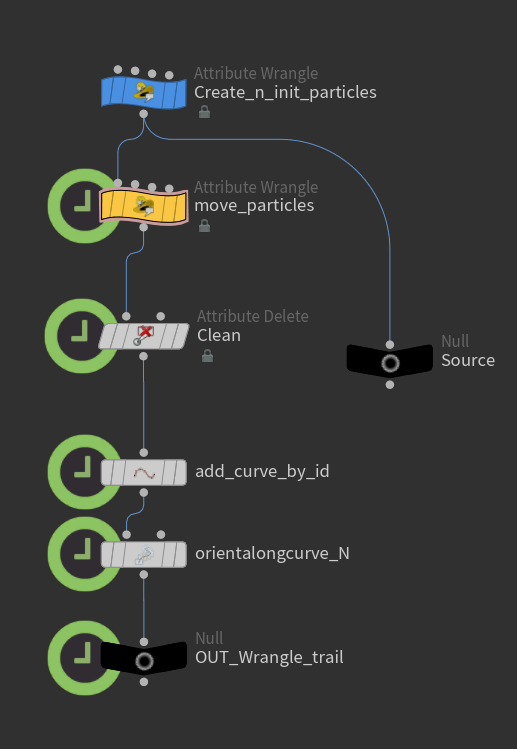 Attribute Wrangle
Create_n_init_particles
Attribute Wrangle
move_particles
Attribute Delete
Clean
Null
Source
add_curve_by_id
orientalongcurve_N
Null
OUT_Wrangle_trail